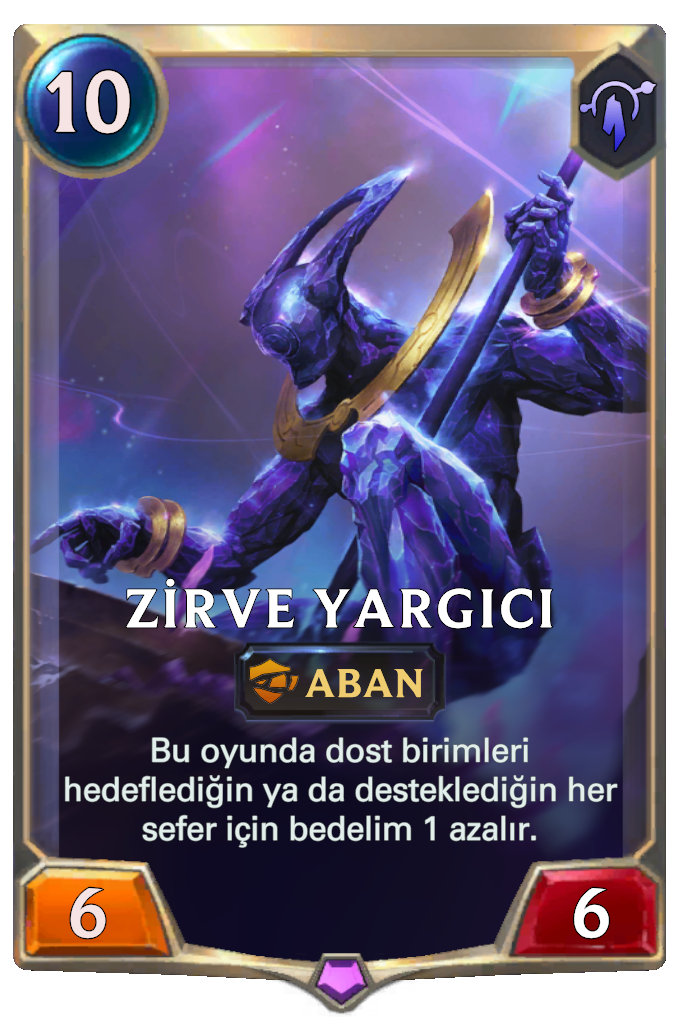 10
ZİRVE YARGICI
ABAN
Bu oyunda dost birimleri
hedeflediğin ya da desteklediğin her
sefer için bedelim 1 azalır.
6
6